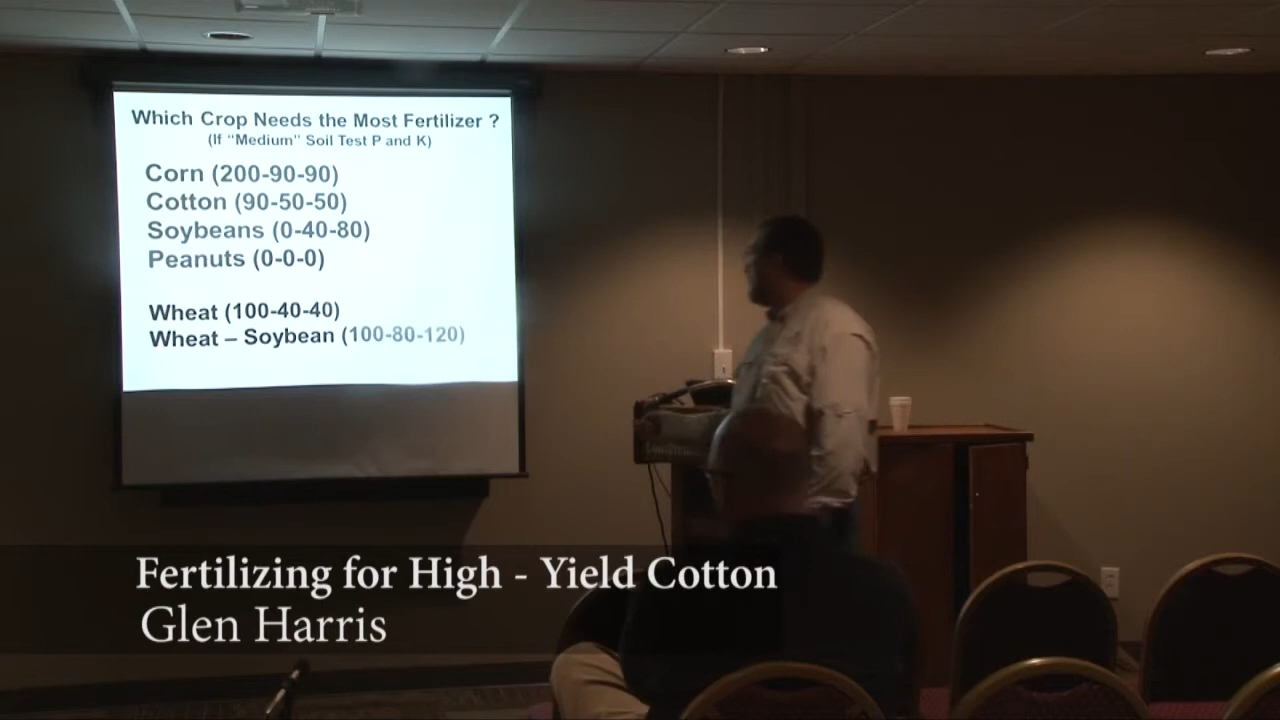 Which Crop Needs the Most Fertilizer ?
(If “Medium” Soil Test P and K)
Corn (200-90-90)
Cotton (90-50-50)
Soybeans (0-40-80)
Peanuts (0-0-0)
Wheat (100-40-40)
Wheat – Soybean (100-80-120)
Fertilizing for High - Yield Cotton
Glen Harris